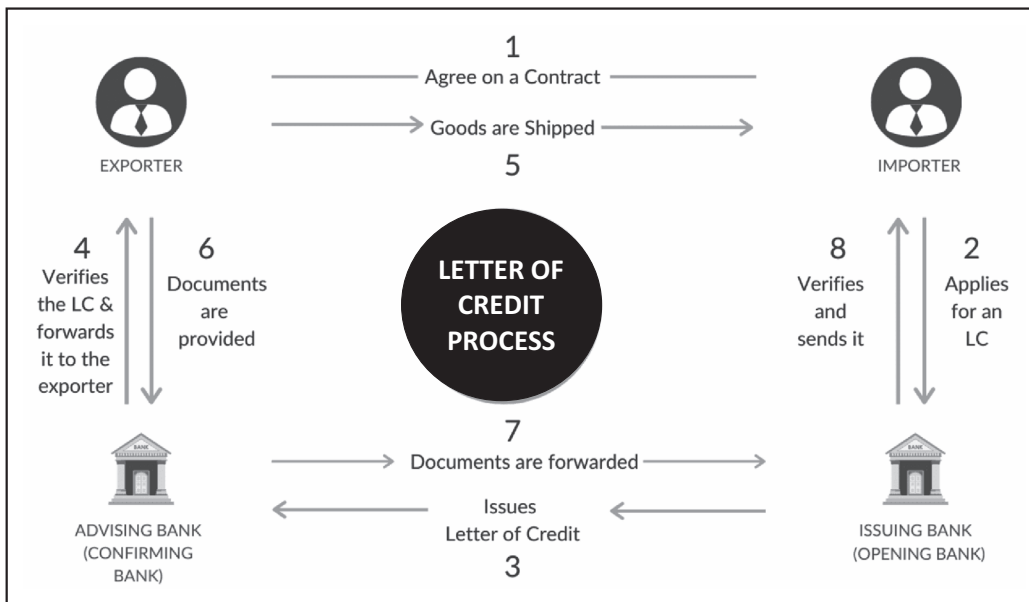 1
Agree on a Contract
Goods are Shipped
5
EXPORTER
IMPORTER
4
Verifies
the LC &
forwards
it to the
exporter
6
Documents
are
provided
LETTER OF
CREDIT
PROCESS
8
Verifies
and
sends it
2
Applies
for an
LC
7
Documents are forwarded
Issues
Letter of Credit
3
BANK
ADVISING BANK
(CONFIRMING
BANK)
BANK
ISSUING BANK
(OPENING BANK)